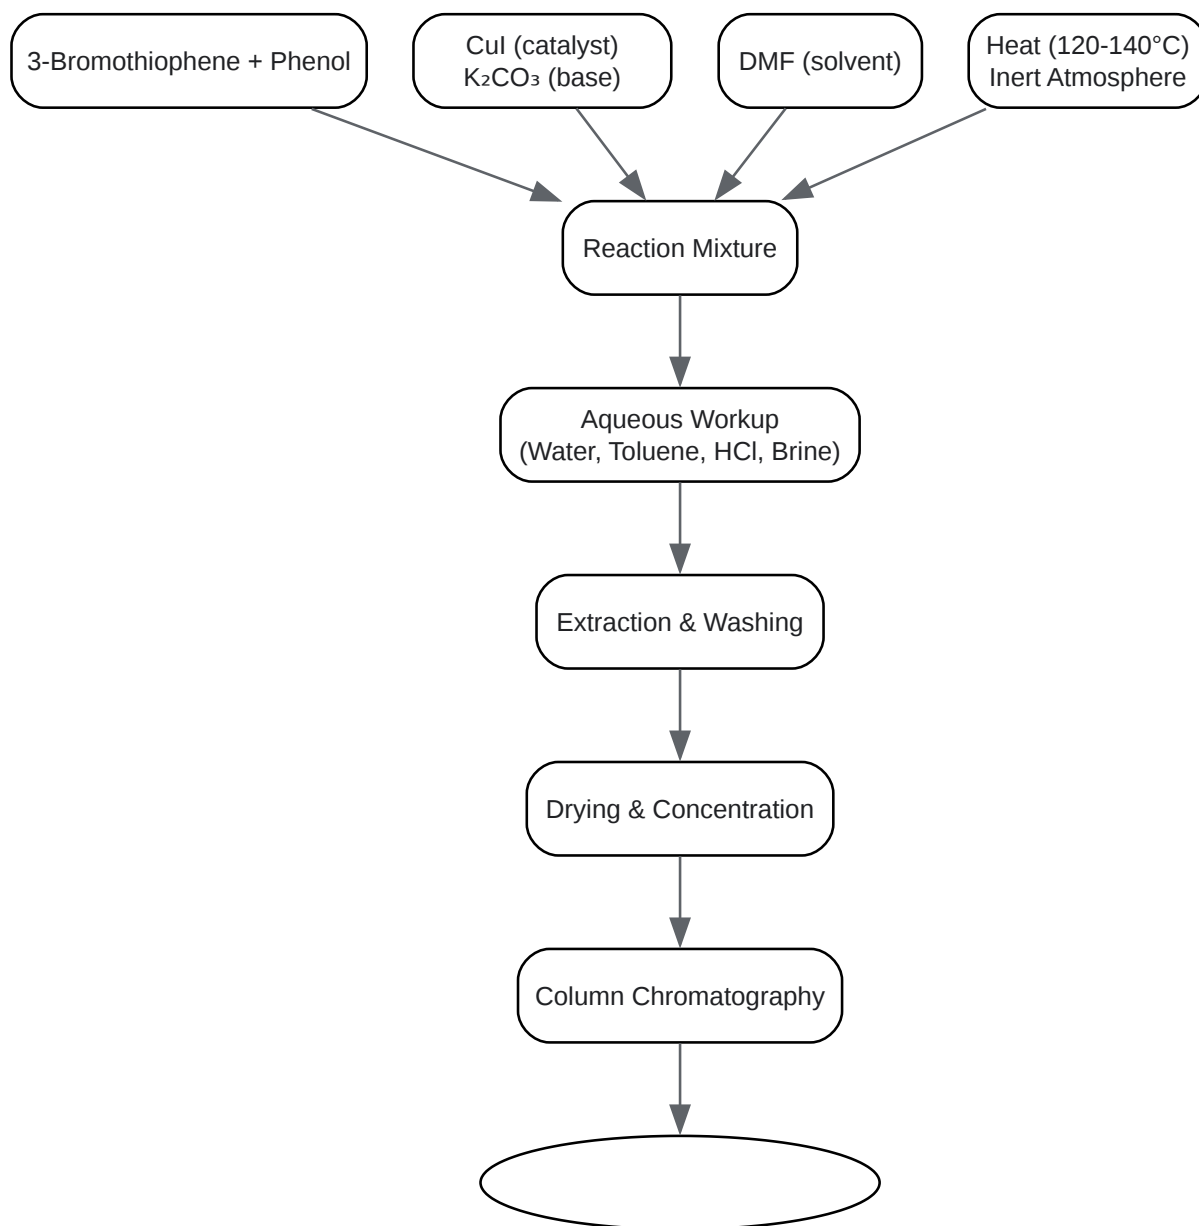 3-Bromothiophene + Phenol
CuI (catalyst)
K₂CO₃ (base)
DMF (solvent)
Heat (120-140°C)
Inert Atmosphere
Reaction Mixture
Aqueous Workup
(Water, Toluene, HCl, Brine)
Extraction & Washing
Drying & Concentration
Column Chromatography